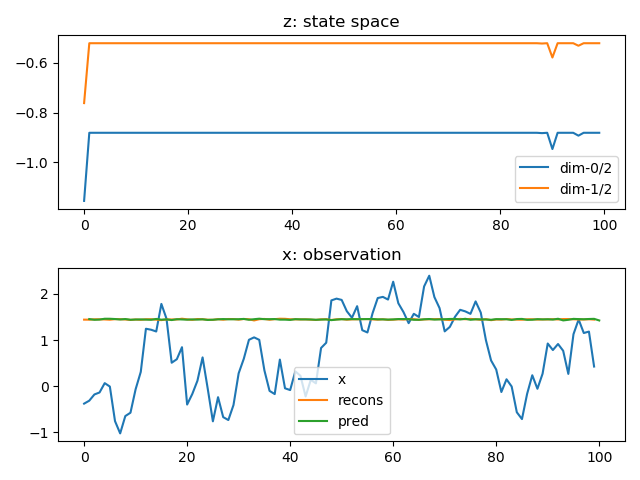 z: state space
−0.6
−0.8
−1.0
dim-0/2
dim-1/2
0
20
40
60
80
100
x: observation
2
1
0
−1
x
recons
pred
0
20
40
60
80
100